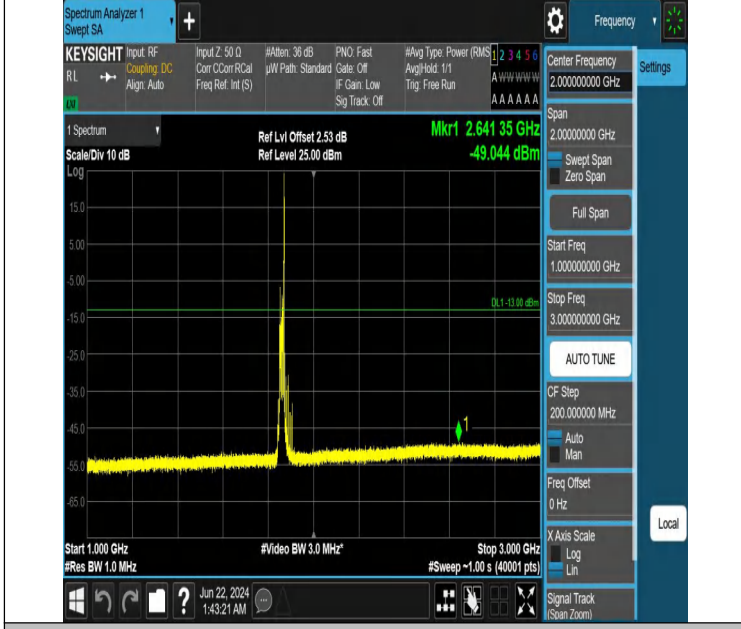 Spectrum Analyzer 1
Swept SA
+
Frequency
KEYSIGHT
RL
LXI
Input: RF
Coupling: DC
Align: Auto
Input Z: 50 Ω
Corr CCorr RCal
Freq Ref: Int (S)
#Atten: 36 dB
µW Path: Standard
PNO: Fast
Gate: Off
IF Gain: Low
Sig Track: Off
#Avg Type: Power (RMS
Avg|Hold: 1/1
Trig: Free Run
1 2 3 4 5 6
A W W W W W
A A A A A A
1 Spectrum
Scale/Div 10 dB
Log
Ref Lvl Offset 2.53 dB
Ref Level 25.00 dBm
Mkr1 2.641 35 GHz
-49.044 dBm
15.0
5.00
-5.00
-15.0
-25.0
-35.0
-45.0
-55.0
-65.0
DL1 -13.00 dBm
1
Start 1.000 GHz
#Res BW 1.0 MHz
#Video BW 3.0 MHz*
Stop 3.000 GHz
#Sweep ~1.00 s (40001 pts)
Jun 22, 2024
1:43:21 AM
?
Center Frequency
2.000000000 GHz
Span
2.00000000 GHz
Swept Span
Zero Span
Full Span
Start Freq
1.000000000 GHz
Stop Freq
3.000000000 GHz
AUTO TUNE
CF Step
200.000000 MHz
Auto
Man
Freq Offset
0 Hz
X Axis Scale
Log
Lin
Signal Track
(Span Zoom)
Settings
Local